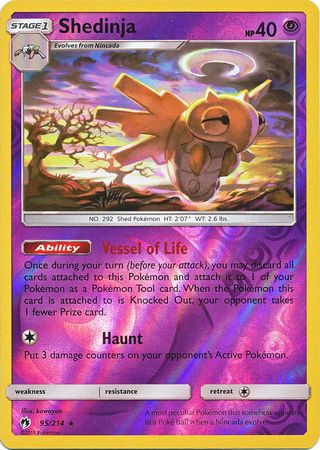 STAGE 1 Shedinja HP 40
Evolves from Nincada
NO. 292 Shed Pokémon HT: 2'07" WT: 2.6 lbs.
Ability Vessel of Life
Once during your turn (before your attack), you may discard all
cards attached to this Pokémon and attach it to 1 of your
Pokémon as a Pokémon Tool card. When the Pokémon this
card is attached to is Knocked Out, your opponent takes
1 fewer Prize card.
Haunt
Put 3 damage counters on your opponent's Active Pokémon.
weakness resistance retreat
illus. kawayoo
95/214 ★
©2018 Pokémon
A most peculiar Pokémon that somehow appears
in a Poké Ball when a Nincada evolves.